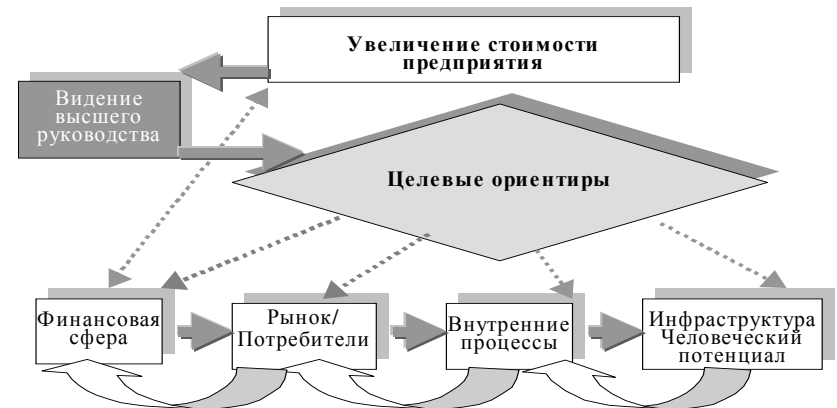 Увеличение стоимости
предприятия
Видение
высшего
руководства
Целевые ориентиры
Финансовая
сфера
Рынок/
Потребители
Внутренние
процессы
Инфраструктура
Человеческий
потенциал